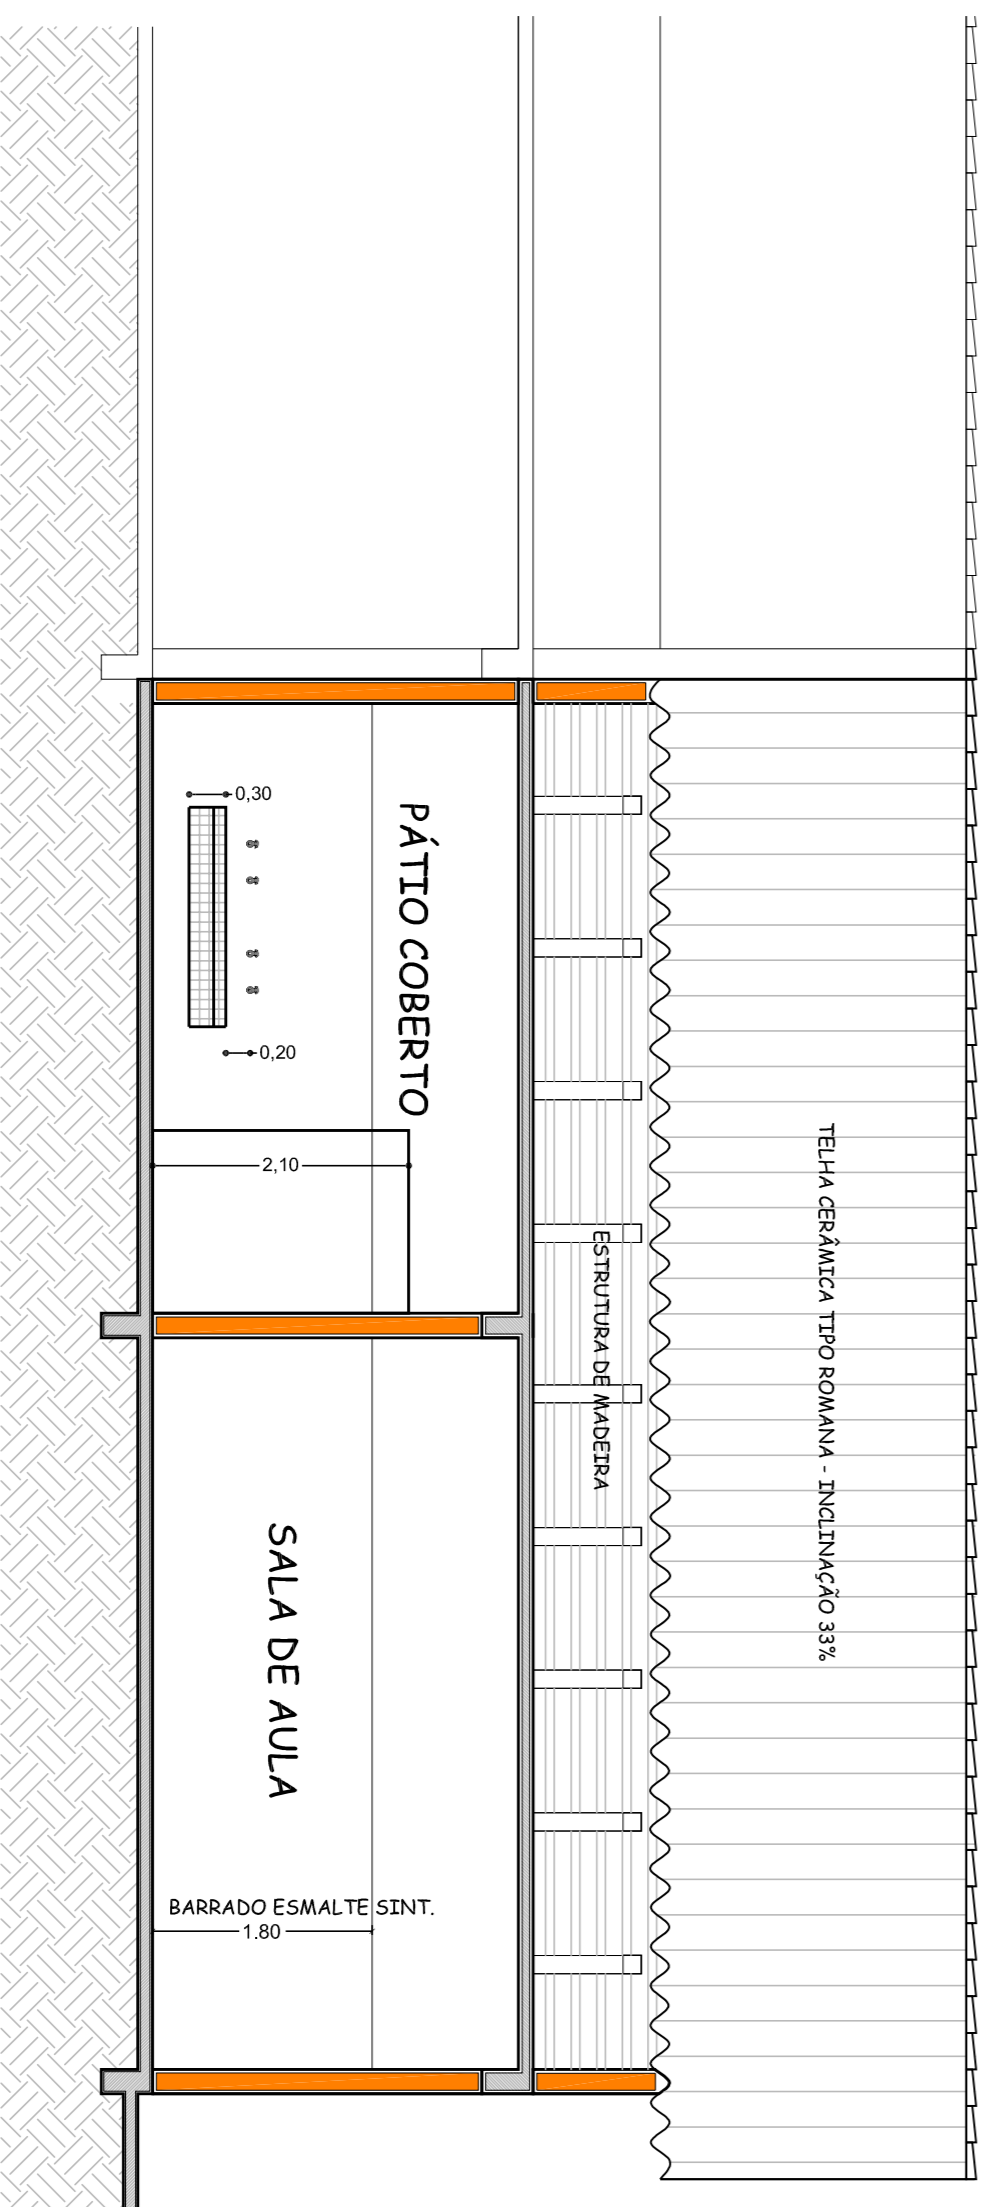 0,30
PÁTIO COBERTO
0,20
2,10
ESTRUTURA DE MADEIRA
TELHA CERÂMICA TIPO ROMANA - INCLINAÇÃO 33%
SALA DE AULA
BARRADO ESMALTE SINT.
1.80